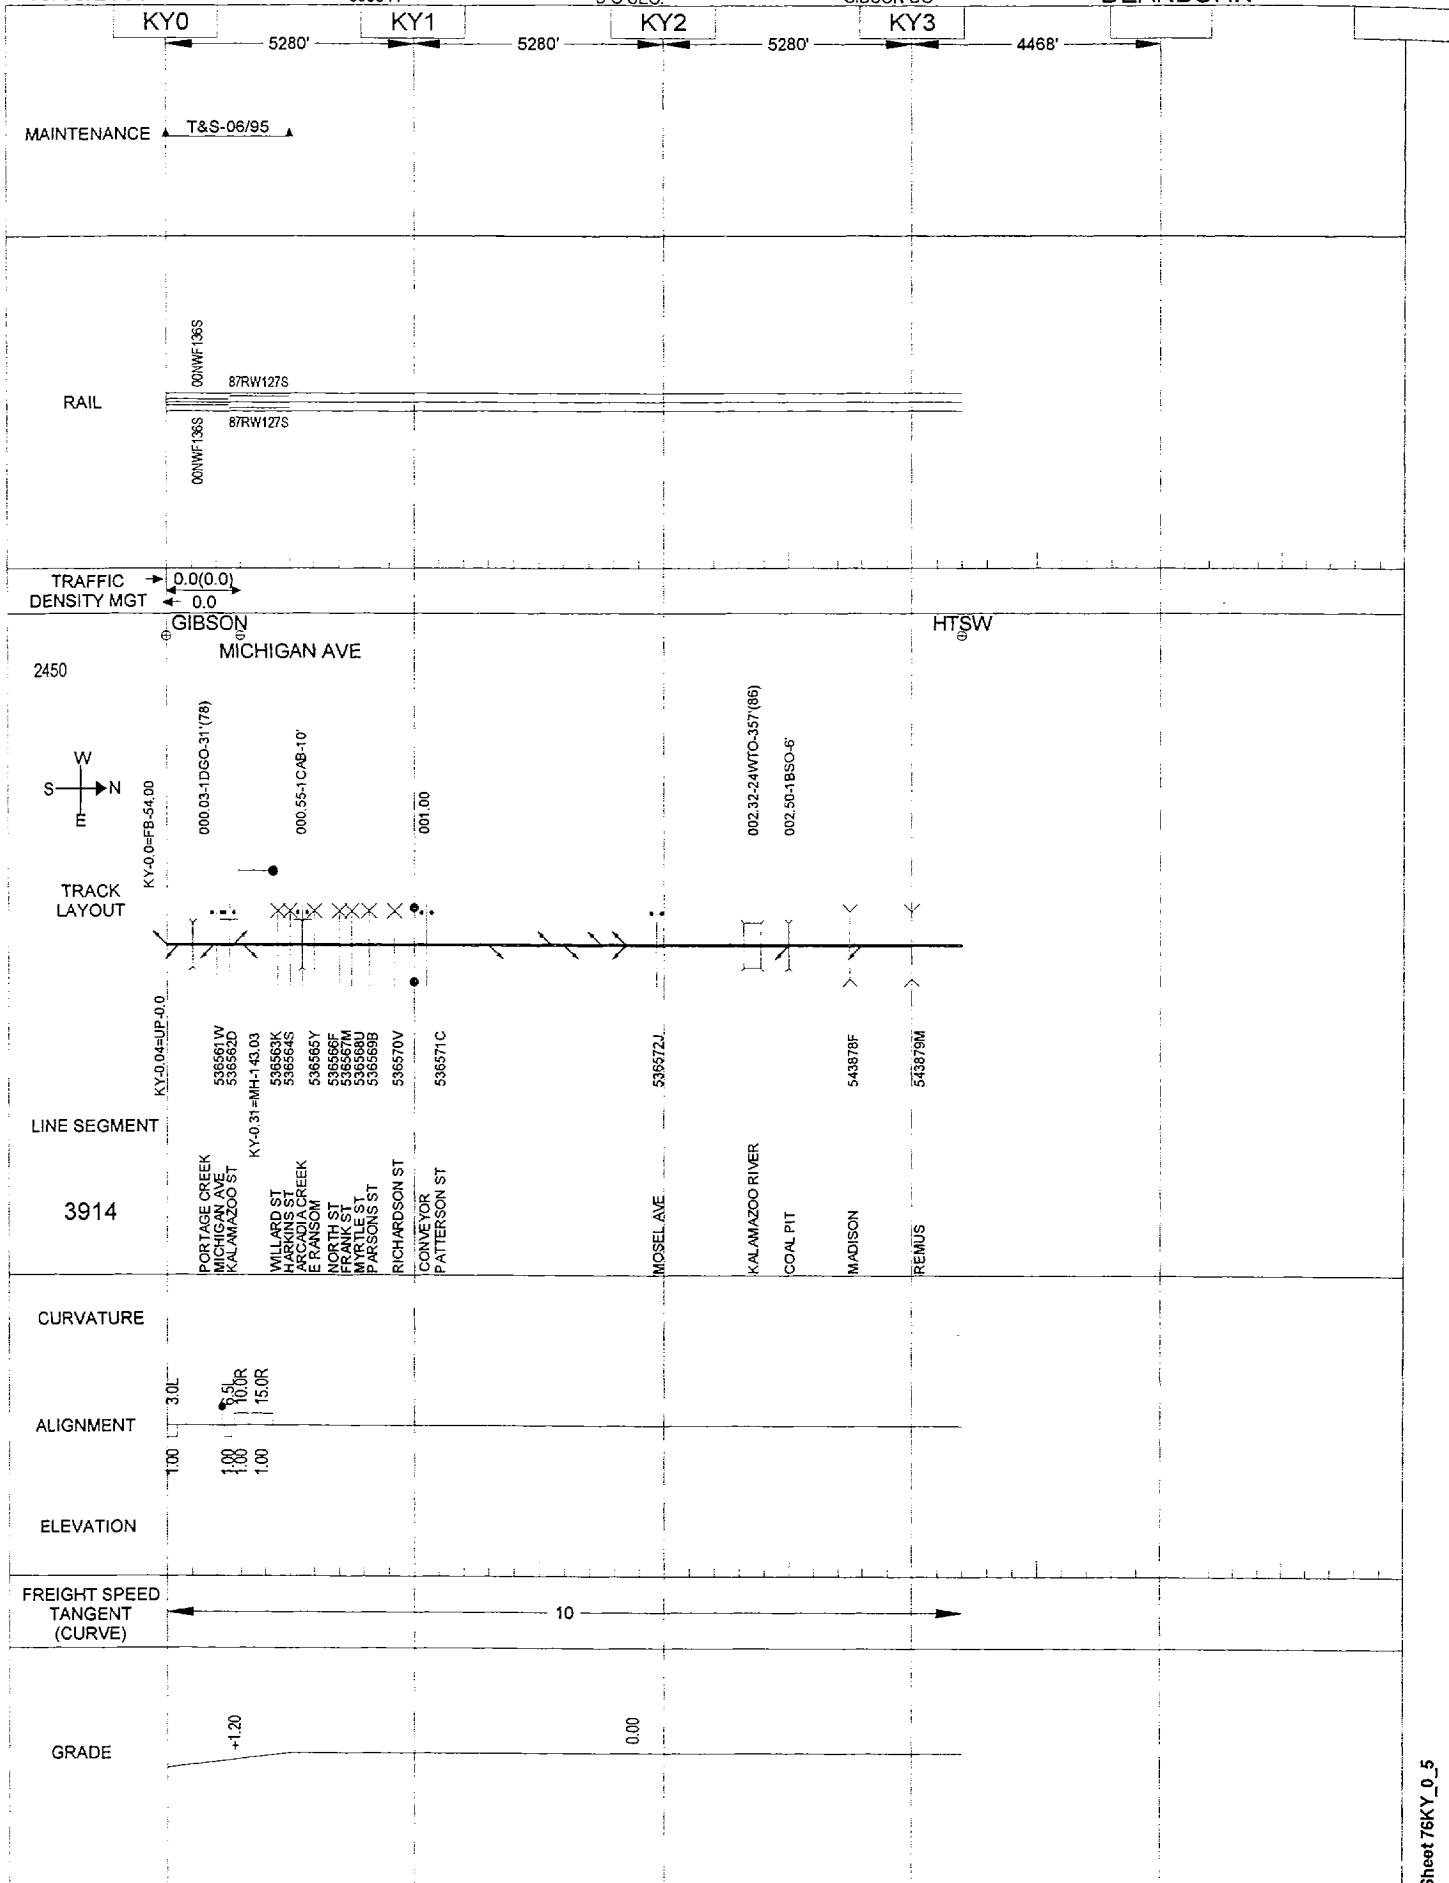 KY0 KY1 KY2 KY3
5280' 5280' 5280' 4468'
MAINTENANCE T&S-06/95
00NWF136S
87RW127S
RAIL
87RW127S
00NWF136S
TRAFFIC 0.0(0.0)
DENSITY MGT 0.0
GIBSON HTSW
MICHIGAN AVE
2450
W
S N
E
KY-0.0=FB-54.00
000.03-1DGO-31'(78)
000.55-1CAB-10'
001.00
002.32-24WTO-357'(86)
002.50-1BSO-6'
TRACK
LAYOUT
KY-0.04=UP-0.0
536561W
536562D
KY-0.31=MH-143.03
536563K
536564S
536565Y
536566F
536567M
536568U
536569B
536570V
536571C
536572J
543878F
543879M
LINE SEGMENT
3914
PORTAGE CREEK
MICHIGAN AVE
KALAMAZOO ST
WILLARD ST
HARKINS ST
ARCADIA CREEK
E RANSOM
NORTH ST
FRANK ST
MYRTLE ST
PARSONS ST
RICHARDSON ST
CONVEYOR
PATTERSON ST
MOSEL AVE
KALAMAZOO RIVER
COAL PIT
MADISON
REMUS
CURVATURE
3.0L
6.5L
10.0R
15.0R
ALIGNMENT
1.00
1.00
1.00
1.00
ELEVATION
FREIGHT SPEED
TANGENT 10
(CURVE)
+1.20
0.00
GRADE
Sheet 76KY_0_5